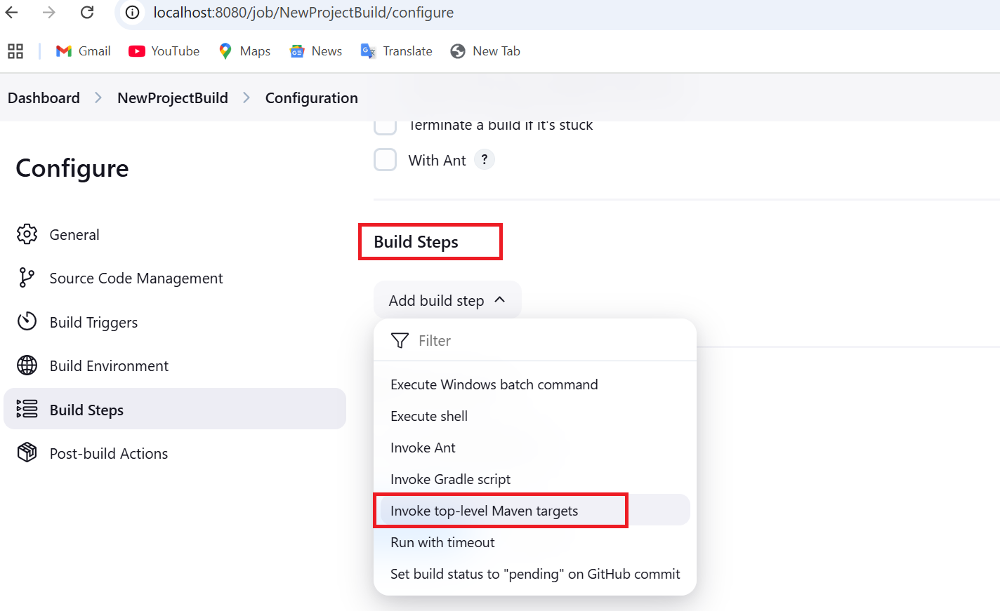 localhost:8080/job/NewProjectBuild/configure
Gmail YouTube Maps News Translate New Tab
Dashboard NewProjectBuild Configuration
Terminate a build if it's stuck
With Ant ?
Configure
General
Source Code Management
Build Triggers
Build Environment
Build Steps
Post-build Actions
Build Steps
Add build step
Filter
Execute Windows batch command
Execute shell
Invoke Ant
Invoke Gradle script
Invoke top-level Maven targets
Run with timeout
Set build status to "pending" on GitHub commit